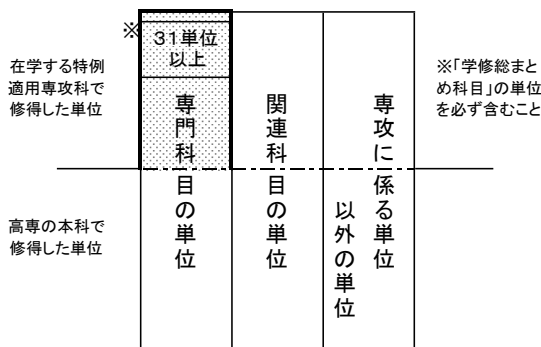 ※
31単位
以上
在学する特例
適用専攻科で
修得した単位
※「学修総まと
め科目」の単位
を必ず含むこと
専門科目の単位
関連科目の単位
専攻に係る単位
以外の単位
高専の本科で
修得した単位